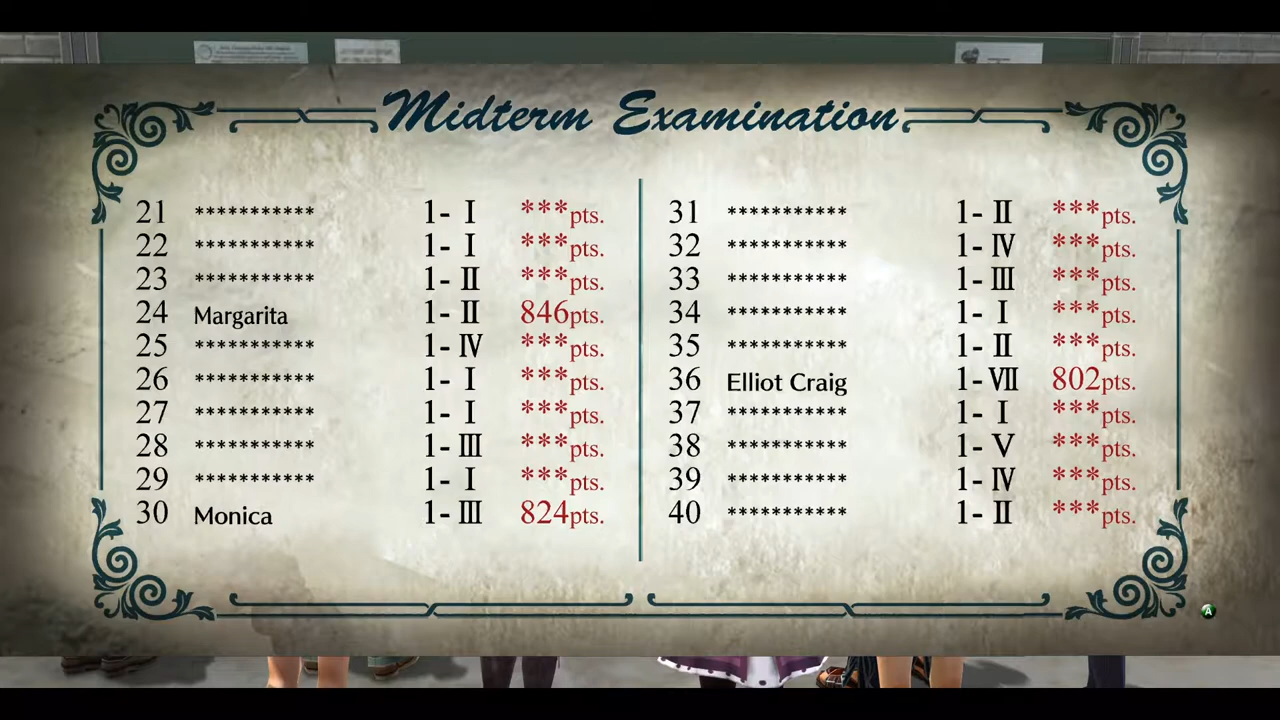 Midterm Examination
21 *********** 1- I ***pts.
22 *********** 1- I ***pts.
23 *********** 1- II ***pts.
24 Margarita 1- II 846pts.
25 *********** 1- IV ***pts.
26 *********** 1- I ***pts.
27 *********** 1- I ***pts.
28 *********** 1- III ***pts.
29 *********** 1- I ***pts.
30 Monica 1- III 824pts.
31 *********** 1- II ***pts.
32 *********** 1- IV ***pts.
33 *********** 1- III ***pts.
34 *********** 1- I ***pts.
35 *********** 1- II ***pts.
36 Elliot Craig 1- VII 802pts.
37 *********** 1- I ***pts.
38 *********** 1- V ***pts.
39 *********** 1- IV ***pts.
40 *********** 1- II ***pts.
A